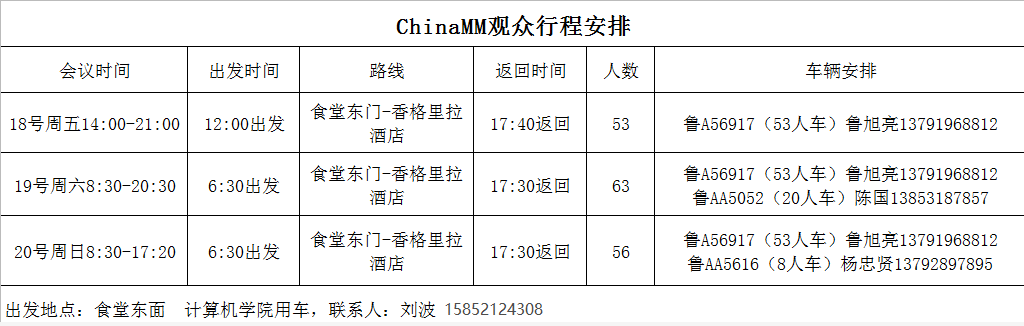 ChinaMM观众行程安排
会议时间 出发时间 路线 返回时间 人数 车辆安排
18号周五14:00-21:00 12:00出发 食堂东门-香格里拉酒店 17:40返回 53 鲁A56917（53人车）鲁旭亮13791968812
19号周六8:30-20:30 6:30出发 食堂东门-香格里拉酒店 17:30返回 63 鲁A56917（53人车）鲁旭亮13791968812
鲁AA5052（20人车）陈国13853187857
20号周日8:30-17:20 6:30出发 食堂东门-香格里拉酒店 17:30返回 56 鲁A56917（53人车）鲁旭亮13791968812
鲁AA5616（8人车）杨忠贤13792897895
出发地点：食堂东面 计算机学院用车，联系人：刘波 15852124308